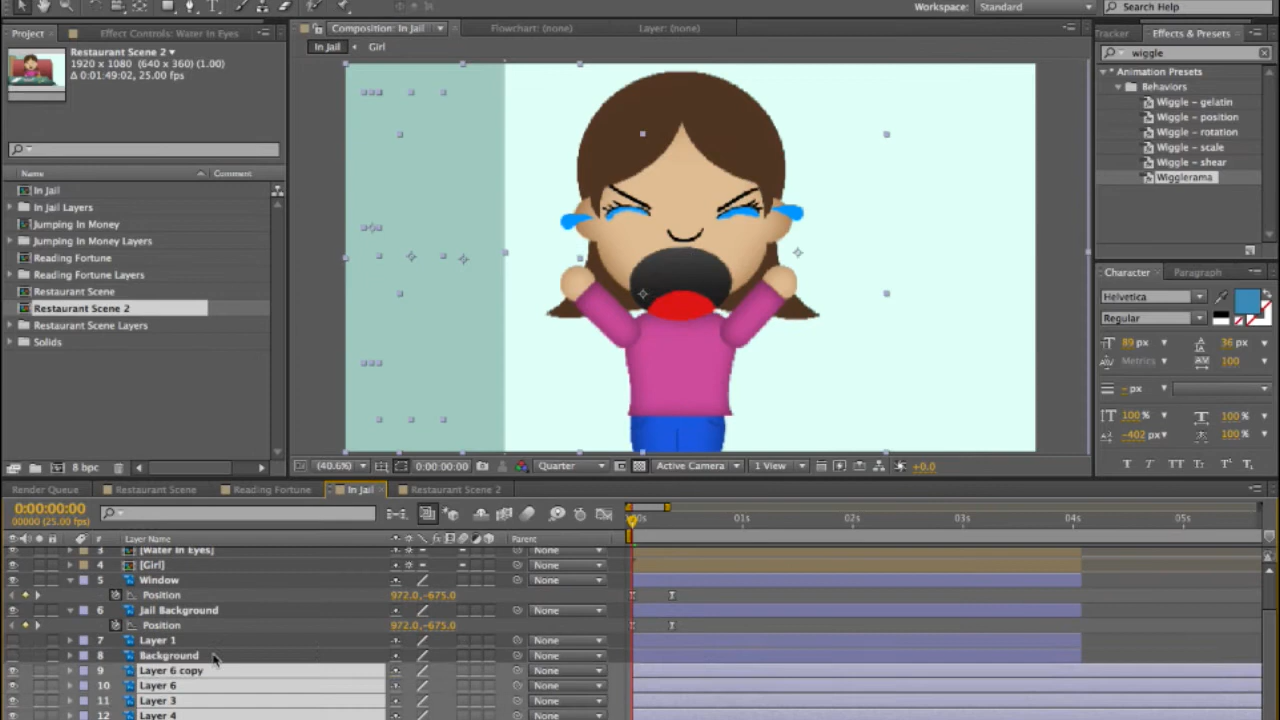 Workspace: Standard Search Help
Project Effect Controls: Water In Eyes Composition: In Jail Flowchart: (none) Layer: (none) Tracker Effects & Presets
In Jail Girl
Restaurant Scene 2
1920 x 1080 (640 x 360) (1.00)
Δ 0:01:49:02, 25.00 fps
wiggle
Animation Presets
Behaviors
Wiggle - gelatin
Wiggle - position
Wiggle - rotation
Wiggle - scale
Wiggle - shear
Wigglerama
Name Comment
In Jail
In Jail Layers
Jumping In Money
Jumping In Money Layers
Reading Fortune
Reading Fortune Layers
Restaurant Scene
Restaurant Scene 2
Restaurant Scene Layers
Solids
Character Paragraph
Helvetica
Regular
89 px 36 px
Metrics 100
- px
100% 100%
-402 px 100%
T T TT Tr T' T,
8 bpc
(40.6%) 0:00:00:00 Quarter Active Camera 1 View +0.0
Render Queue Restaurant Scene Reading Fortune In Jail Restaurant Scene 2
0:00:00:00
00000 (25.00 fps)
:00s 01s 02s 03s 04s 05s
# Layer Name Parent
3 [Water In Eyes] None
4 [Girl] None
5 Window None
Position 972.0,-675.0
6 Jail Background None
Position 972.0,-675.0
7 Layer 1 None
8 Background None
9 Layer 6 copy None
10 Layer 6 None
11 Layer 3 None
12 Layer 4 None